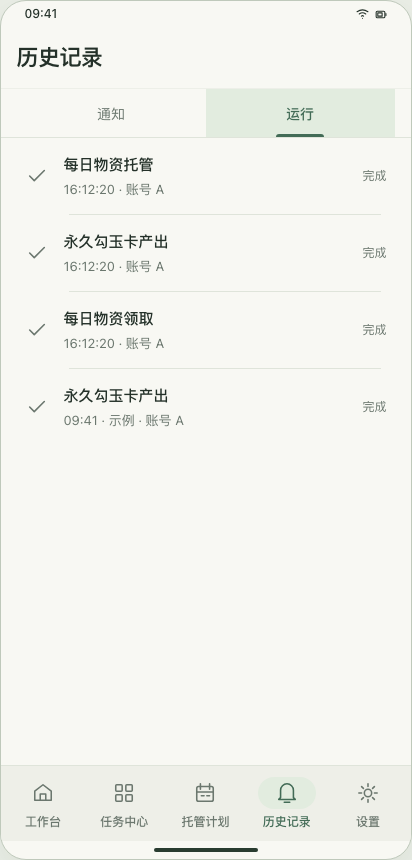 09:41
历史记录
通知
运行
每日物资托管
16:12:20 · 账号 A
完成
永久勾玉卡产出
16:12:20 · 账号 A
完成
每日物资领取
16:12:20 · 账号 A
完成
永久勾玉卡产出
09:41 · 示例 · 账号 A
完成
工作台
任务中心
托管计划
历史记录
设置